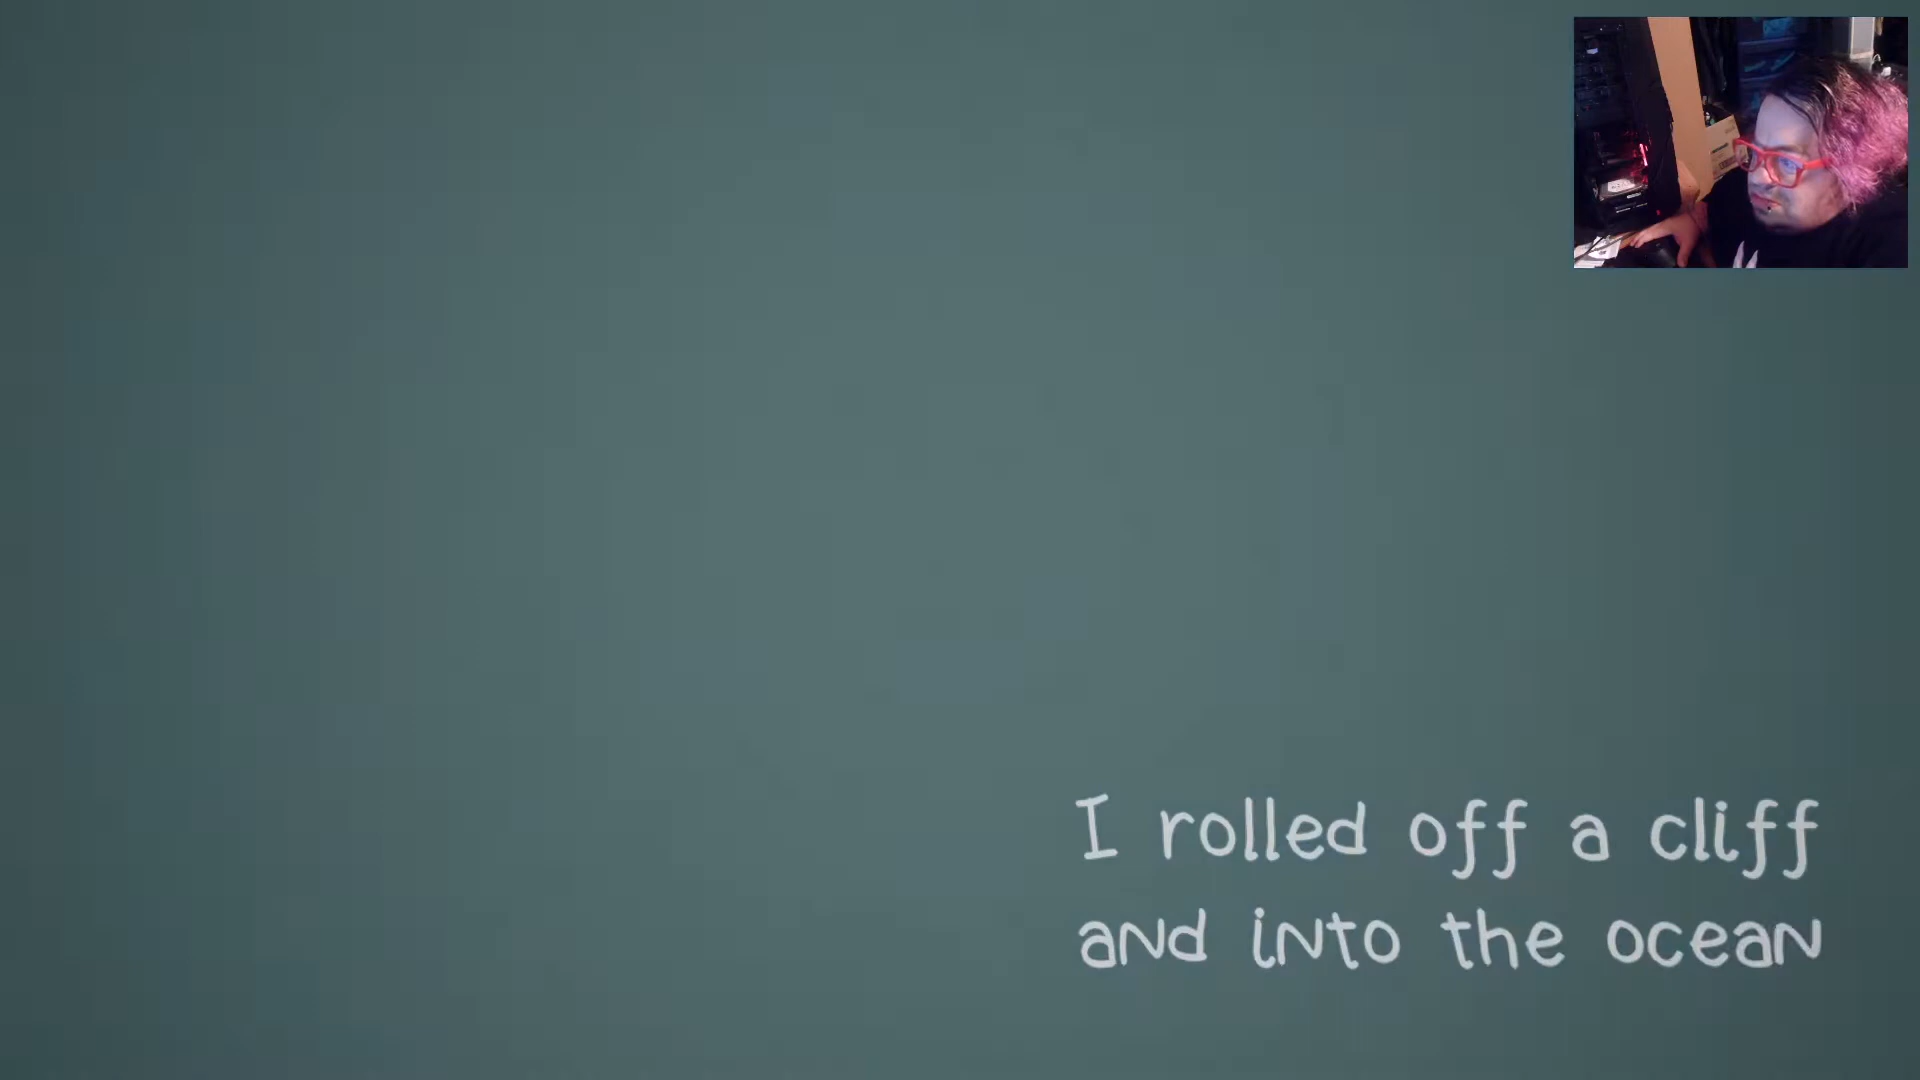 I rolled off a cliff
and into the ocean